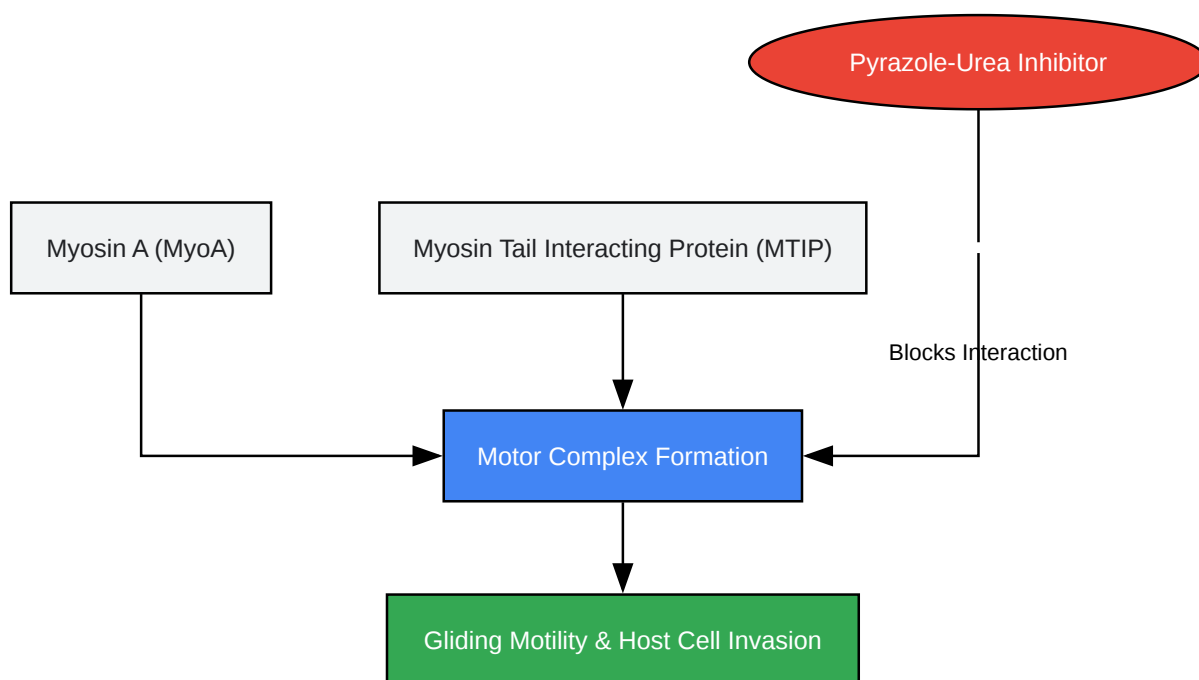 Pyrazole-Urea Inhibitor
Myosin A (MyoA)
Myosin Tail Interacting Protein (MTIP)
Blocks Interaction
Motor Complex Formation
Gliding Motility & Host Cell Invasion